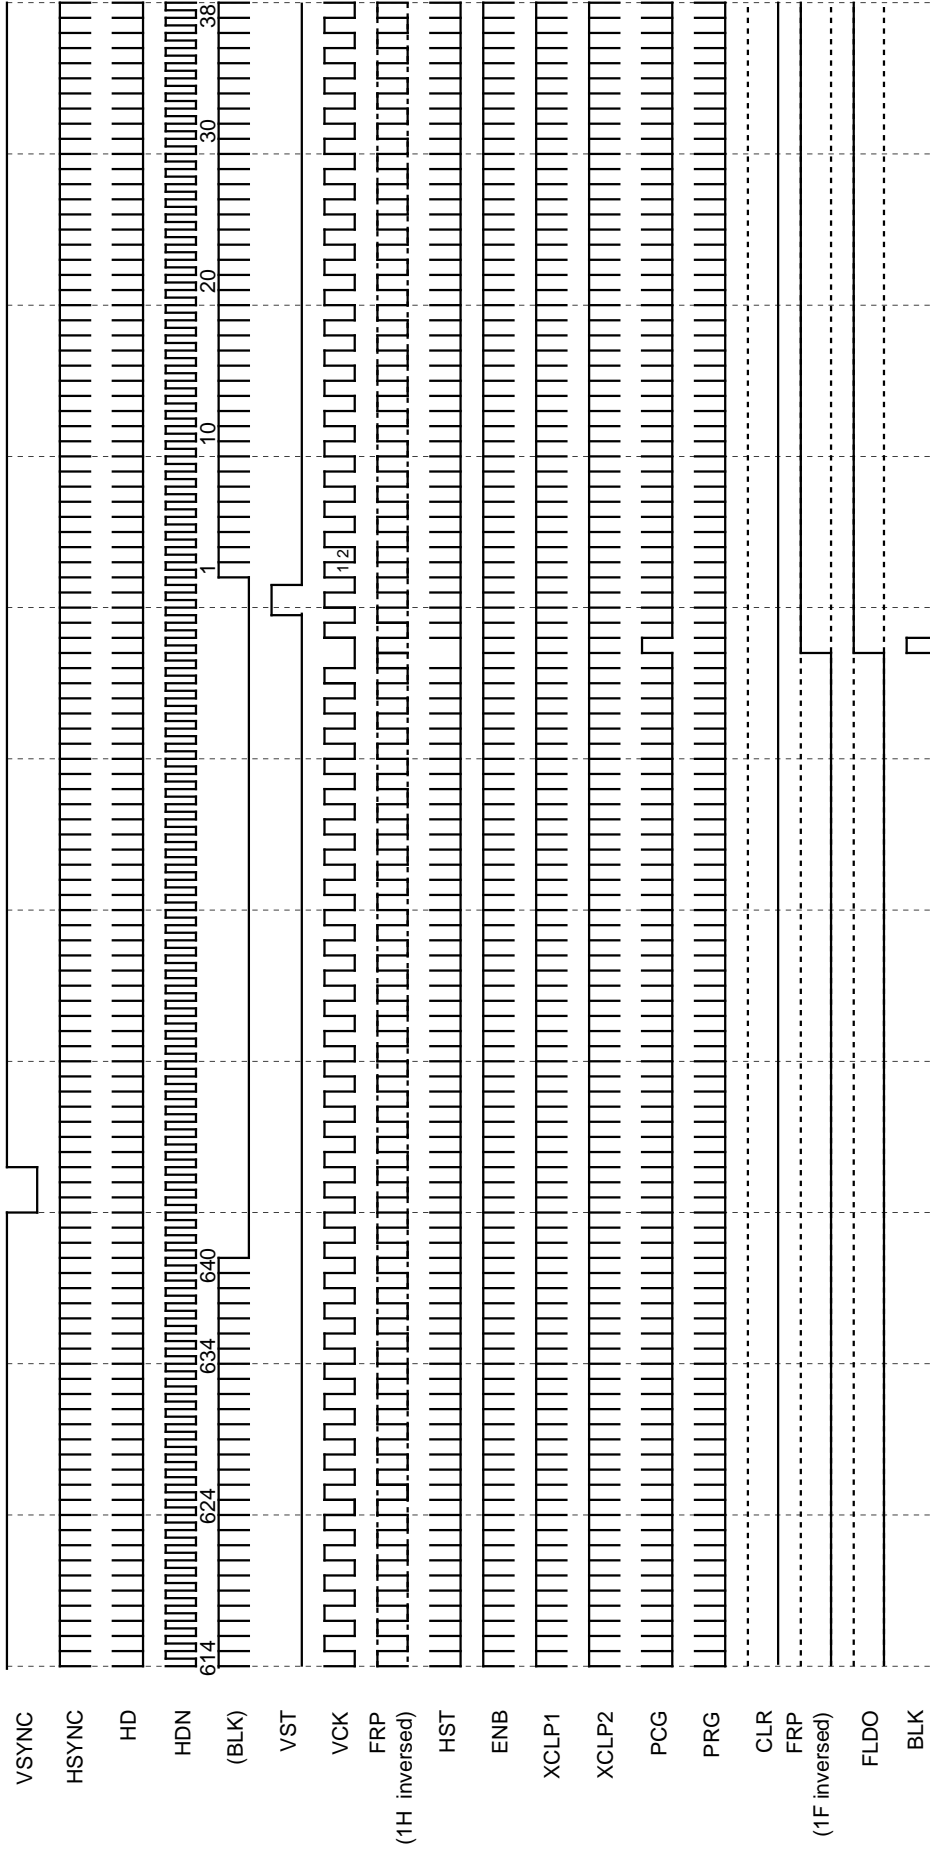 VSYNC
HSYNC
HD
HDN
614 624 634 640 1 10 20 30 38
(BLK)
VST
VCK
1 2
FRP
(1H inversed)
HST
ENB
XCLP1
XCLP2
PCG
PRG
CLR
FRP
(1F inversed)
FLDO
BLK